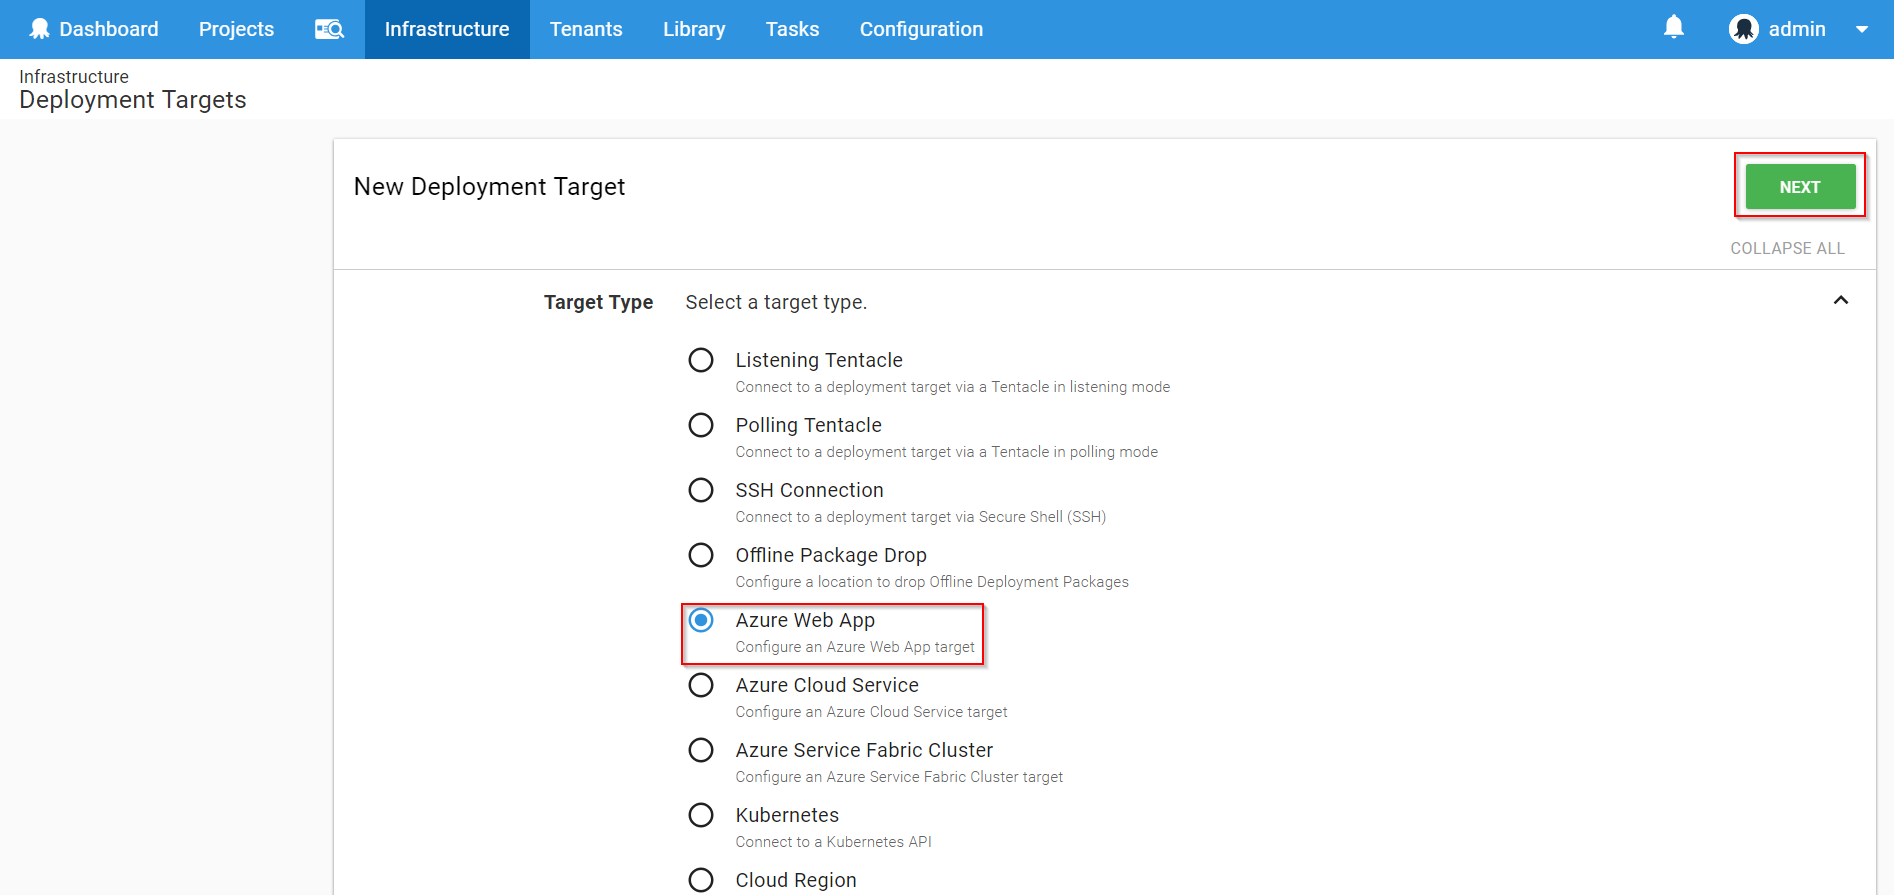 Dashboard Projects Infrastructure Tenants Library Tasks Configuration admin
Infrastructure
Deployment Targets
New Deployment Target
NEXT
COLLAPSE ALL
Target Type Select a target type.
Listening Tentacle
Connect to a deployment target via a Tentacle in listening mode
Polling Tentacle
Connect to a deployment target via a Tentacle in polling mode
SSH Connection
Connect to a deployment target via Secure Shell (SSH)
Offline Package Drop
Configure a location to drop Offline Deployment Packages
Azure Web App
Configure an Azure Web App target
Azure Cloud Service
Configure an Azure Cloud Service target
Azure Service Fabric Cluster
Configure an Azure Service Fabric Cluster target
Kubernetes
Connect to a Kubernetes API
Cloud Region